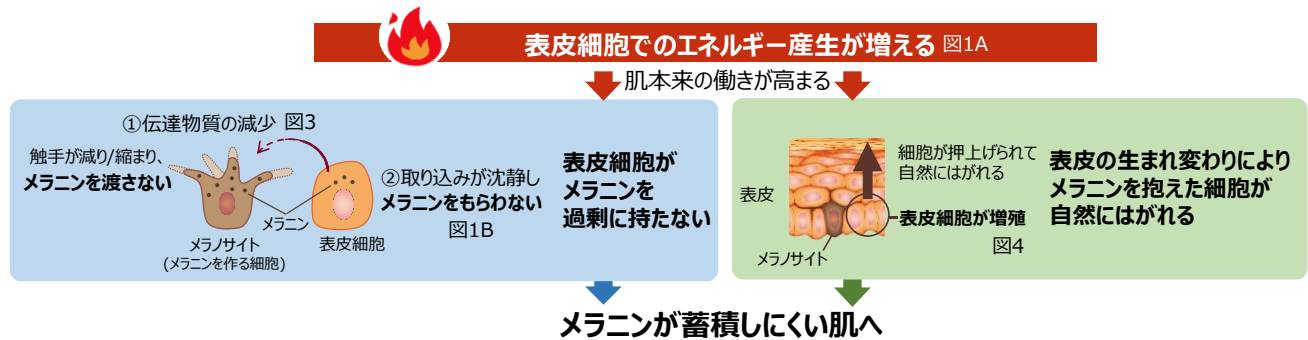 表皮細胞でのエネルギー産生が増える 図1A
肌本来の働きが高まる
①伝達物質の減少 図3
触手が減り/縮まり、
メラニンを渡さない
②取り込みが沈静し
メラニンをもらわない
図1B
メラニン
メラノサイト
(メラニンを作る細胞)
表皮細胞
表皮細胞が
メラニンを
過剰に持たない
細胞が押上げられて
自然にはがれる
表皮
表皮細胞が増殖
図4
メラノサイト
表皮の生まれ変わりにより
メラニンを抱えた細胞が
自然にはがれる
メラニンが蓄積しにくい肌へ